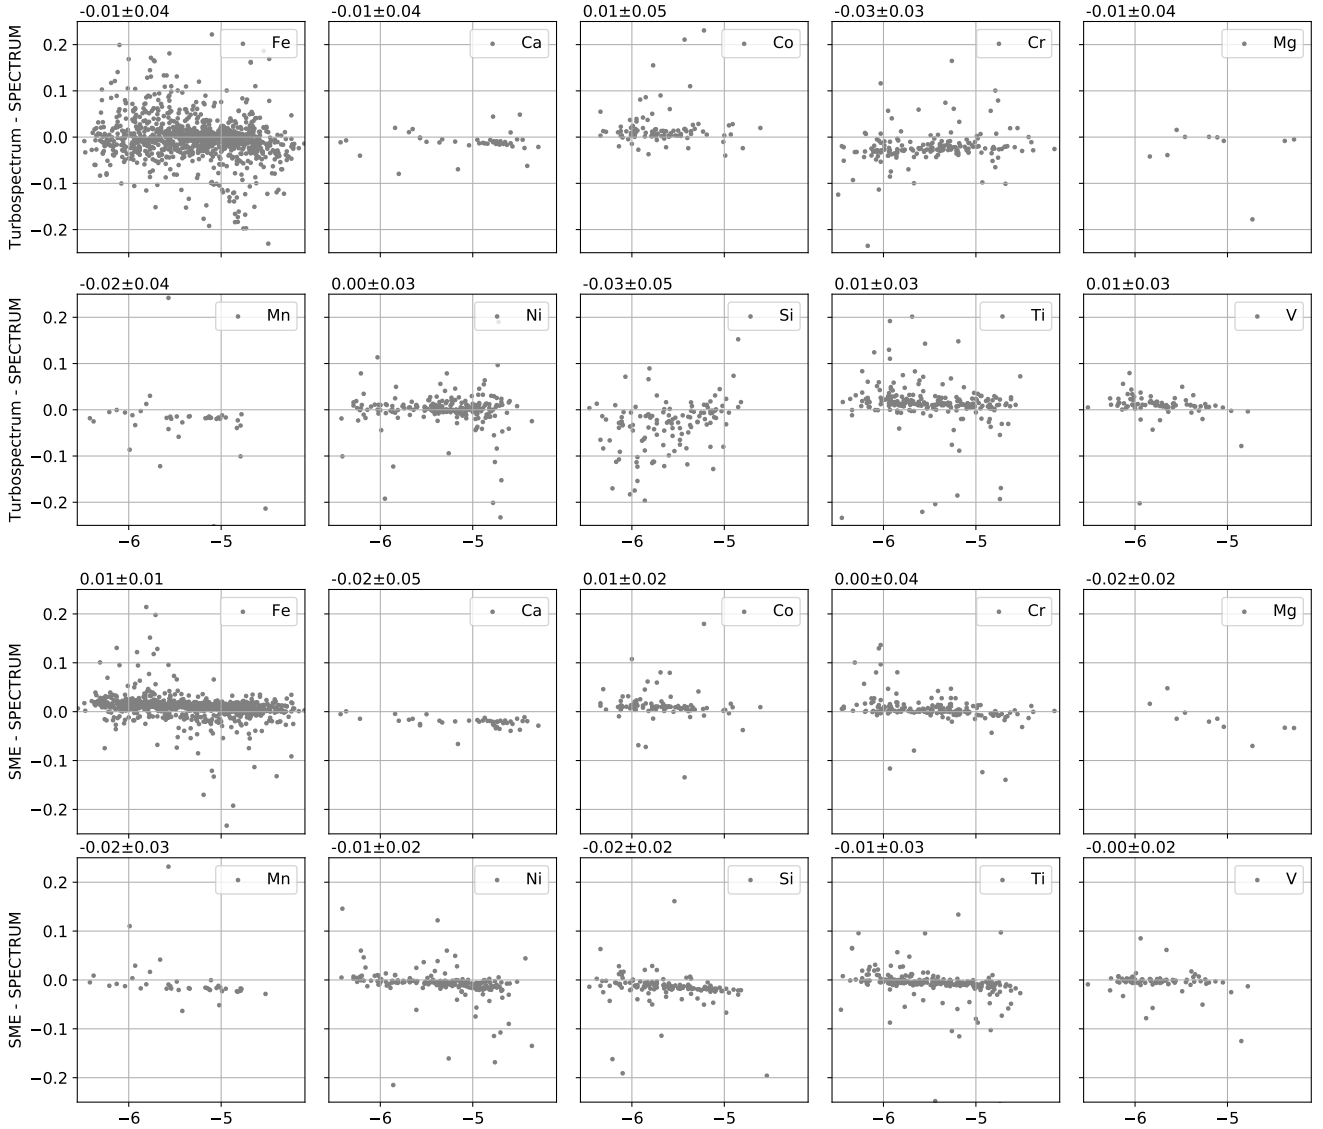 -0.01±0.04 -0.01±0.04 0.01±0.05 -0.03±0.03 -0.01±0.04
Turbospectrum - SPECTRUM
0.2
0.1
0.0
−0.1
−0.2
Fe Ca Co Cr Mg
-0.02±0.04 0.00±0.03 -0.03±0.05 0.01±0.03 0.01±0.03
Turbospectrum - SPECTRUM
0.2
0.1
0.0
−0.1
−0.2
Mn Ni Si Ti V
−6 −5 −6 −5 −6 −5 −6 −5 −6 −5
0.01±0.01 -0.02±0.05 0.01±0.02 0.00±0.04 -0.02±0.02
SME - SPECTRUM
0.2
0.1
0.0
−0.1
−0.2
Fe Ca Co Cr Mg
-0.02±0.03 -0.01±0.02 -0.02±0.02 -0.01±0.03 -0.00±0.02
SME - SPECTRUM
0.2
0.1
0.0
−0.1
−0.2
Mn Ni Si Ti V
−6 −5 −6 −5 −6 −5 −6 −5 −6 −5